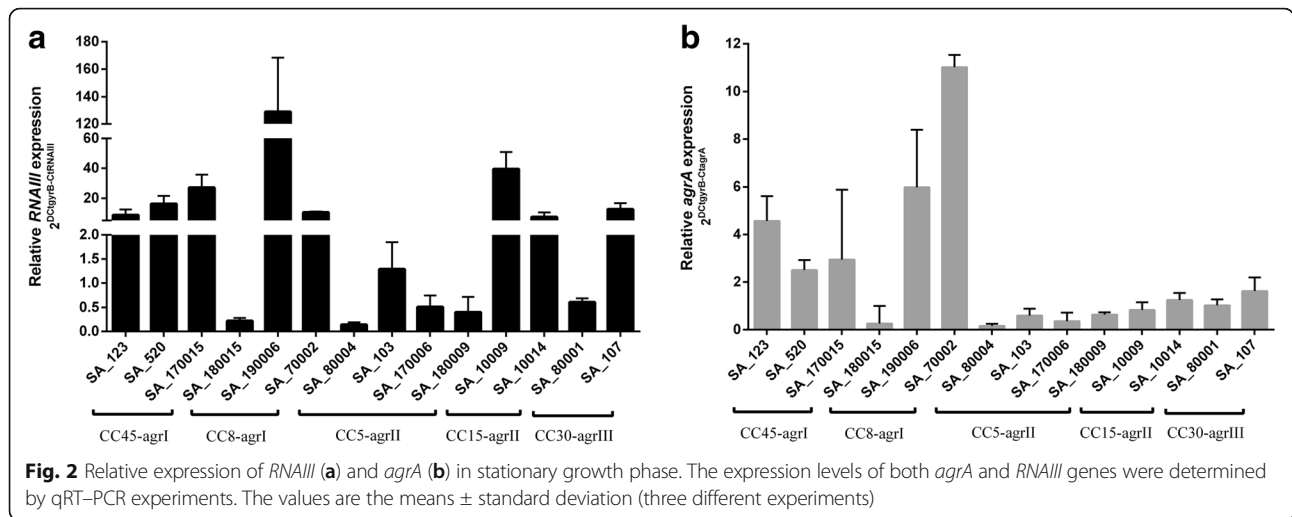 a
Relative RNAIII expression
2^DCtgyrB-CtRNAIII
180
160
140
120
100
60
40
20
2.0
1.5
1.0
0.5
0.0
SA_123
SA_520
SA_170015
SA_180015
SA_190006
SA_70002
SA_80004
SA_103
SA_170006
SA_180009
SA_10009
SA_10014
SA_80001
SA_107
CC45-agrI
CC8-agrI
CC5-agrII
CC15-agrII
CC30-agrIII
b
Relative agrA expression
2^DCtgyrB-CtagrA
12
10
8
6
4
2
0
SA_123
SA_520
SA_170015
SA_180015
SA_190006
SA_70002
SA_80004
SA_103
SA_170006
SA_180009
SA_10009
SA_10014
SA_80001
SA_107
CC45-agrI
CC8-agrI
CC5-agrII
CC15-agrII
CC30-agrIII
Fig. 2 Relative expression of RNAIII (a) and agrA (b) in stationary growth phase. The expression levels of both agrA and RNAIII genes were determined
by qRT–PCR experiments. The values are the means ± standard deviation (three different experiments)